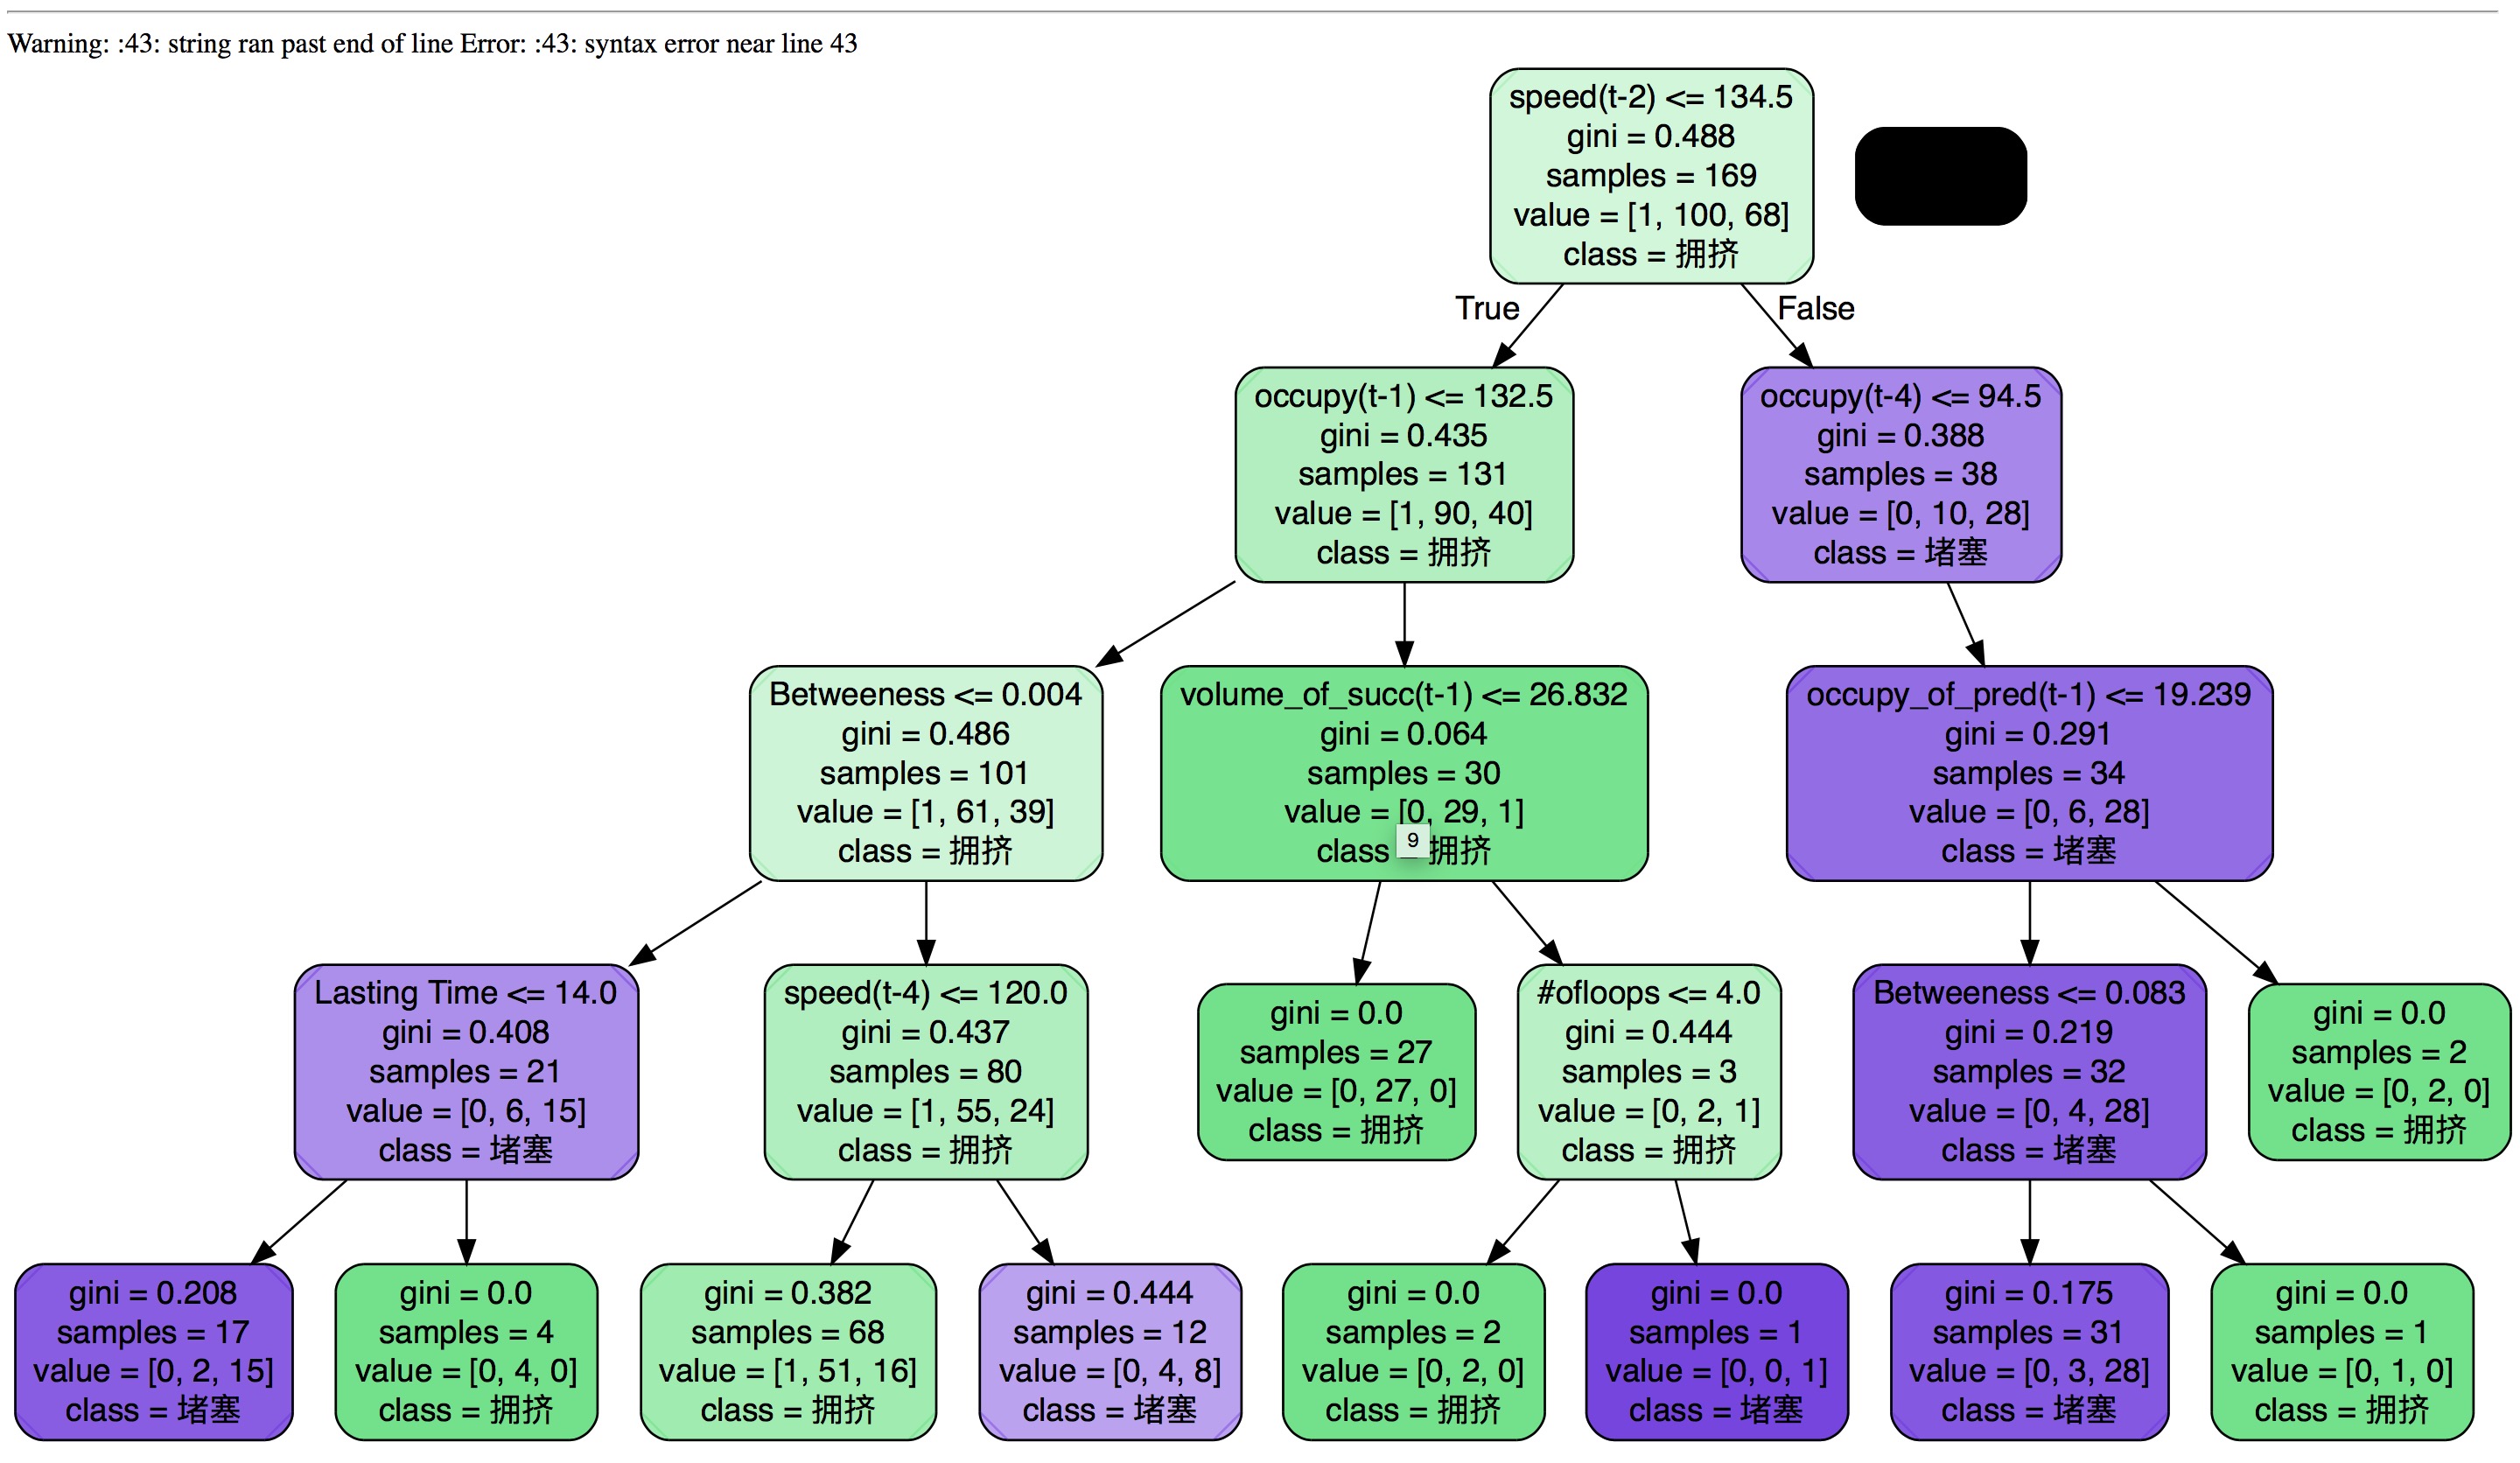 Warning: :43: string ran past end of line Error: :43: syntax error near line 43
speed(t-2) <= 134.5
gini = 0.488
samples = 169
value = [1, 100, 68]
class = 拥挤
True
False
occupy(t-1) <= 132.5
gini = 0.435
samples = 131
value = [1, 90, 40]
class = 拥挤
occupy(t-4) <= 94.5
gini = 0.388
samples = 38
value = [0, 10, 28]
class = 堵塞
Betweeness <= 0.004
gini = 0.486
samples = 101
value = [1, 61, 39]
class = 拥挤
volume_of_succ(t-1) <= 26.832
gini = 0.064
samples = 30
value = [0, 29, 1]
class = 拥挤
9
occupy_of_pred(t-1) <= 19.239
gini = 0.291
samples = 34
value = [0, 6, 28]
class = 堵塞
Lasting Time <= 14.0
gini = 0.408
samples = 21
value = [0, 6, 15]
class = 堵塞
speed(t-4) <= 120.0
gini = 0.437
samples = 80
value = [1, 55, 24]
class = 拥挤
gini = 0.0
samples = 27
value = [0, 27, 0]
class = 拥挤
#ofloops <= 4.0
gini = 0.444
samples = 3
value = [0, 2, 1]
class = 拥挤
Betweeness <= 0.083
gini = 0.219
samples = 32
value = [0, 4, 28]
class = 堵塞
gini = 0.0
samples = 2
value = [0, 2, 0]
class = 拥挤
gini = 0.208
samples = 17
value = [0, 2, 15]
class = 堵塞
gini = 0.0
samples = 4
value = [0, 4, 0]
class = 拥挤
gini = 0.382
samples = 68
value = [1, 51, 16]
class = 拥挤
gini = 0.444
samples = 12
value = [0, 4, 8]
class = 堵塞
gini = 0.0
samples = 2
value = [0, 2, 0]
class = 拥挤
gini = 0.0
samples = 1
value = [0, 0, 1]
class = 堵塞
gini = 0.175
samples = 31
value = [0, 3, 28]
class = 堵塞
gini = 0.0
samples = 1
value = [0, 1, 0]
class = 拥挤